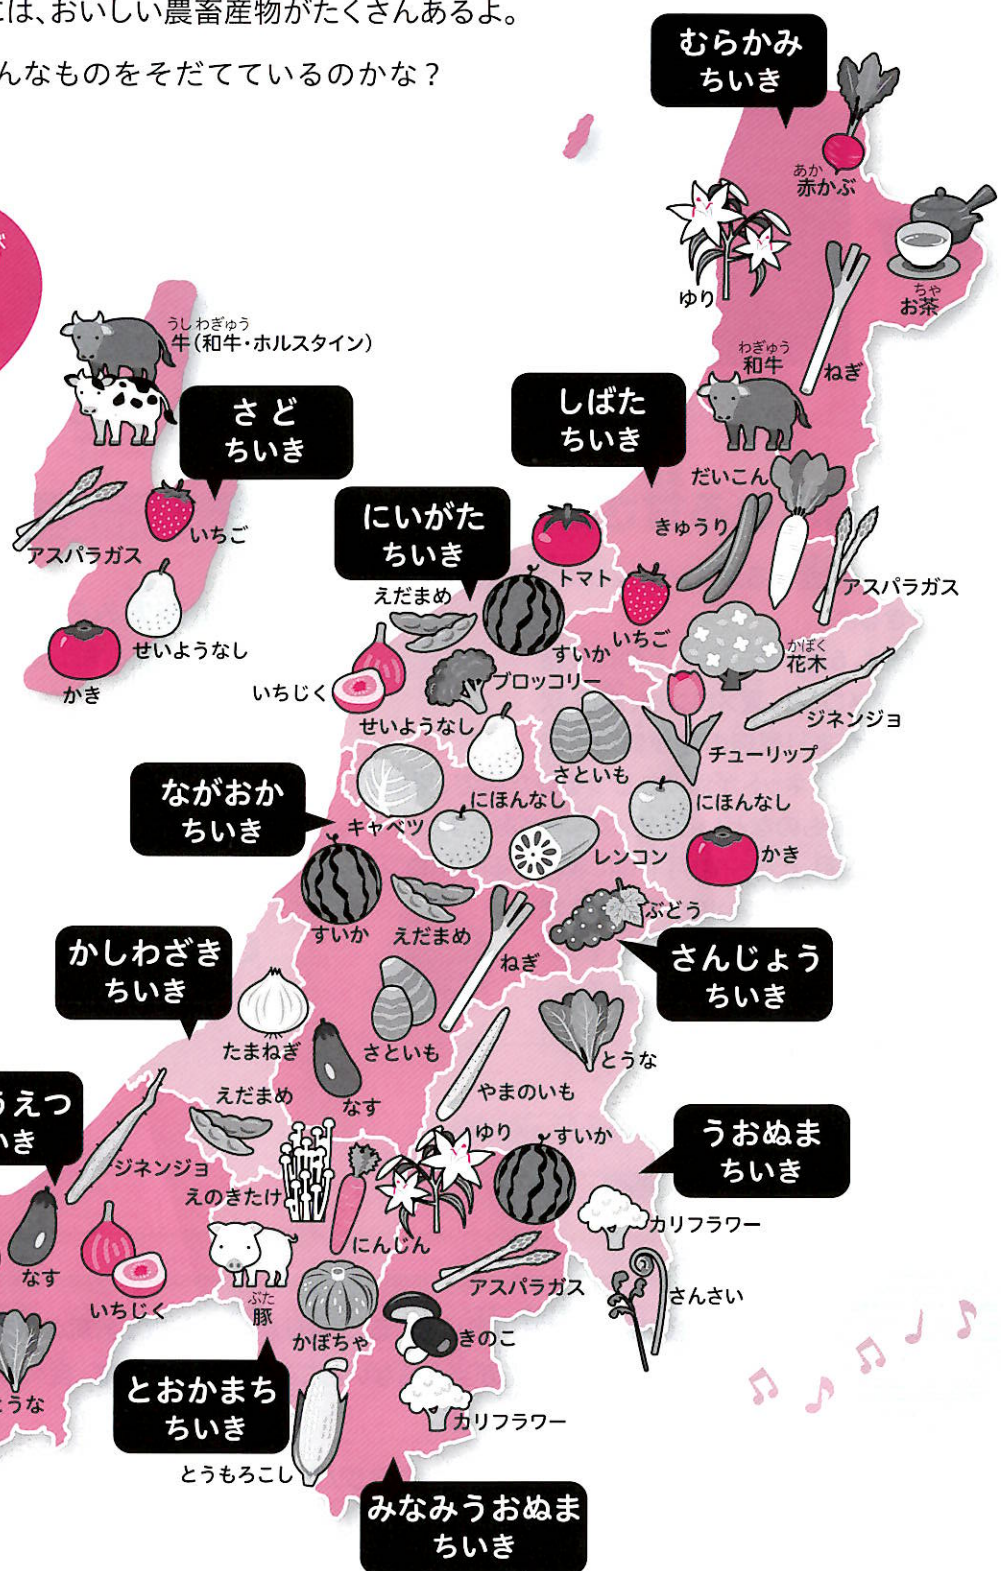 は、おいしい農畜産物がたくさんあるよ。
んなものをそだてているのかな?
むらかみ
ちいき
あか
赤かぶ
ゆり
ちゃ
お茶
ねぎ
わぎゅう
和牛
うし わぎゅう
牛(和牛・ホルスタイン)
さど
ちいき
アスパラガス
いちご
せいようなし
かき
しばた
ちいき
だいこん
きゅうり
アスパラガス
いちご
かぼく
花木
ジネンジョ
チューリップ
さといも
にほんなし
かき
にいがた
ちいき
トマト
えだまめ
すいか
いちじく
ブロッコリー
せいようなし
ながおか
ちいき
キャベツ
にほんなし
レンコン
ぶどう
さんじょう
ちいき
すいか
えだまめ
ねぎ
さといも
なす
かしわざき
ちいき
たまねぎ
えだまめ
とうな
やまのいも
うおぬま
ちいき
ゆり
すいか
カリフラワー
さんさい
うえつ
いき
ジネンジョ
なす
いちじく
うな
えのきたけ
にんじん
ぶた
豚
かぼちゃ
とおかまち
ちいき
とうもろこし
アスパラガス
きのこ
カリフラワー
みなみうおぬま
ちいき